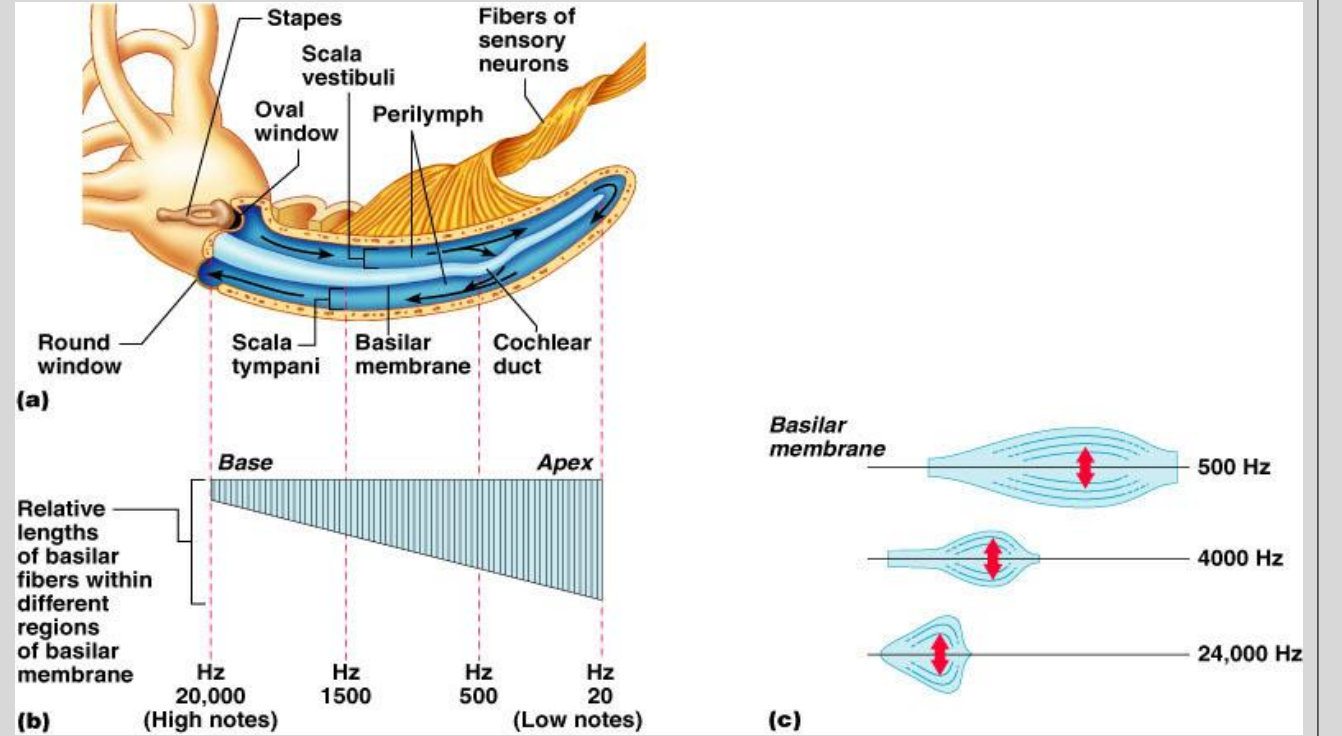 Stapes
Scala
vestibuli
Fibers of
sensory
neurons
Oval
window
Perilymph
Round
window
Scala
tympani
Basilar
membrane
Cochlear
duct
(a)
Base
Apex
Relative
lengths
of basilar
fibers within
different
regions
of basilar
membrane
Hz
20,000
(High notes)
Hz
1500
Hz
500
Hz
20
(Low notes)
(b)
Basilar
membrane
500 Hz
4000 Hz
24,000 Hz
(c)